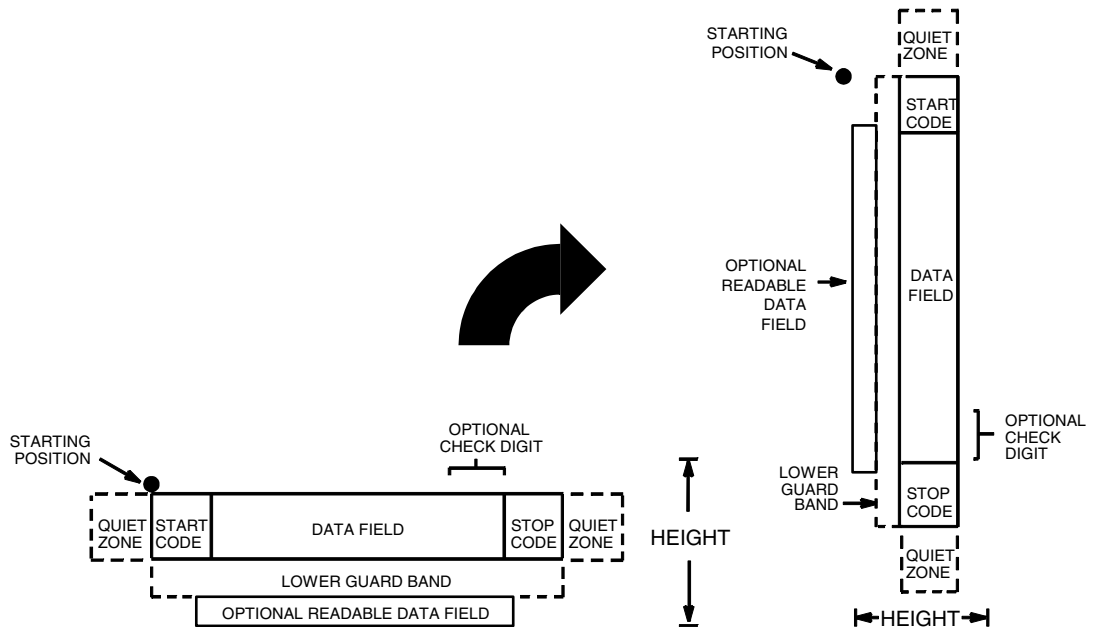 STARTING
POSITION
QUIET
ZONE
START
CODE
OPTIONAL
READABLE
DATA
FIELD
DATA
FIELD
OPTIONAL
CHECK
DIGIT
LOWER
GUARD
BAND
STOP
CODE
QUIET
ZONE
HEIGHT
OPTIONAL
CHECK DIGIT
STARTING
POSITION
QUIET
ZONE
START
CODE
DATA FIELD
STOP
CODE
QUIET
ZONE
HEIGHT
LOWER GUARD BAND
OPTIONAL READABLE DATA FIELD